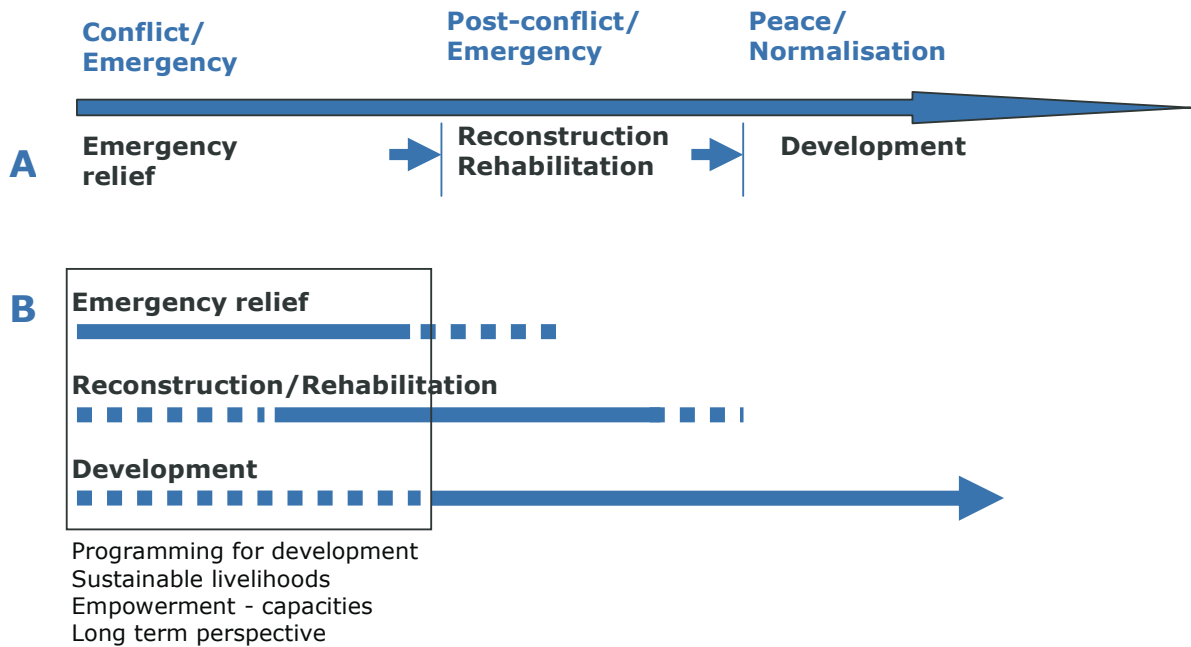 Conflict/
Emergency
Post-conflict/
Emergency
Peace/
Normalisation
A
Emergency
relief
Reconstruction
Rehabilitation
Development
B
Emergency relief
Reconstruction/Rehabilitation
Development
Programming for development
Sustainable livelihoods
Empowerment - capacities
Long term perspective